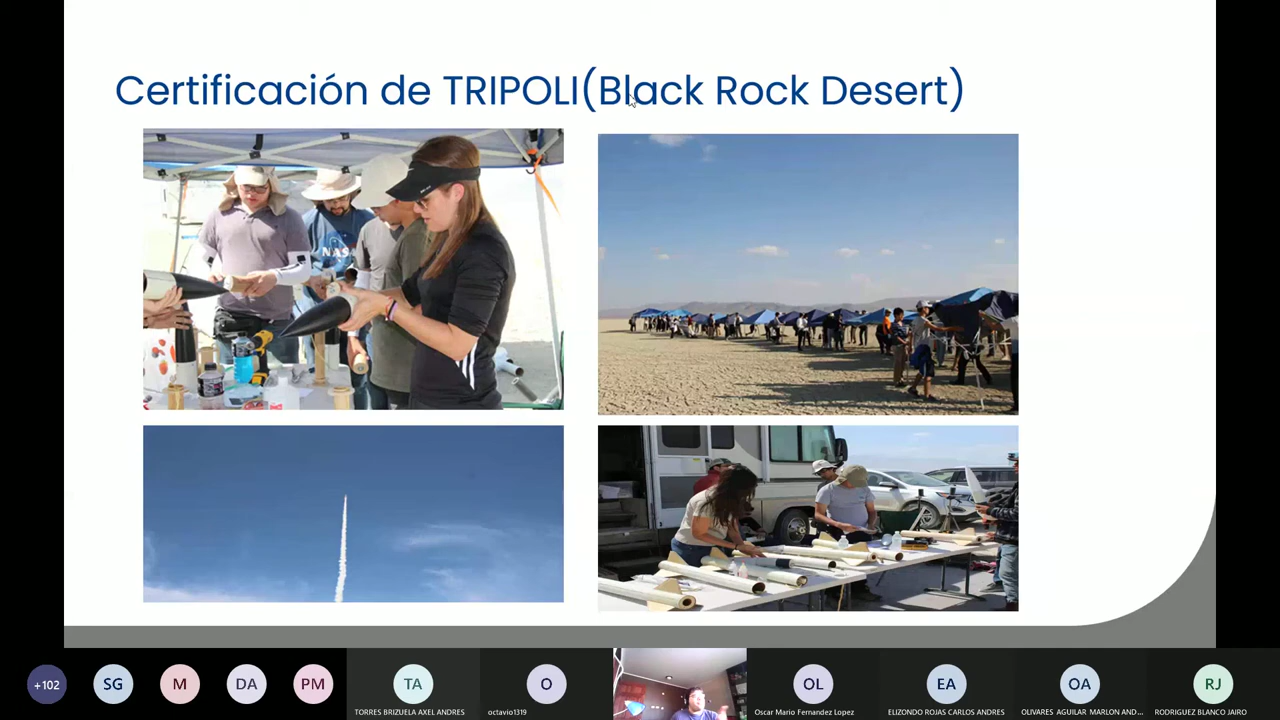 Certificación de TRIPOLI(Black Rock Desert)
NASA
+102
SG
M
DA
PM
TA
TORRES BRIZUELA AXEL ANDRES
O
octavio1319
OL
Oscar Mario Fernandez Lopez
EA
ELIZONDO ROJAS CARLOS ANDRES
OA
OLIVARES AGUILAR MARLON AND...
RJ
RODRIGUEZ BLANCO JAIRO